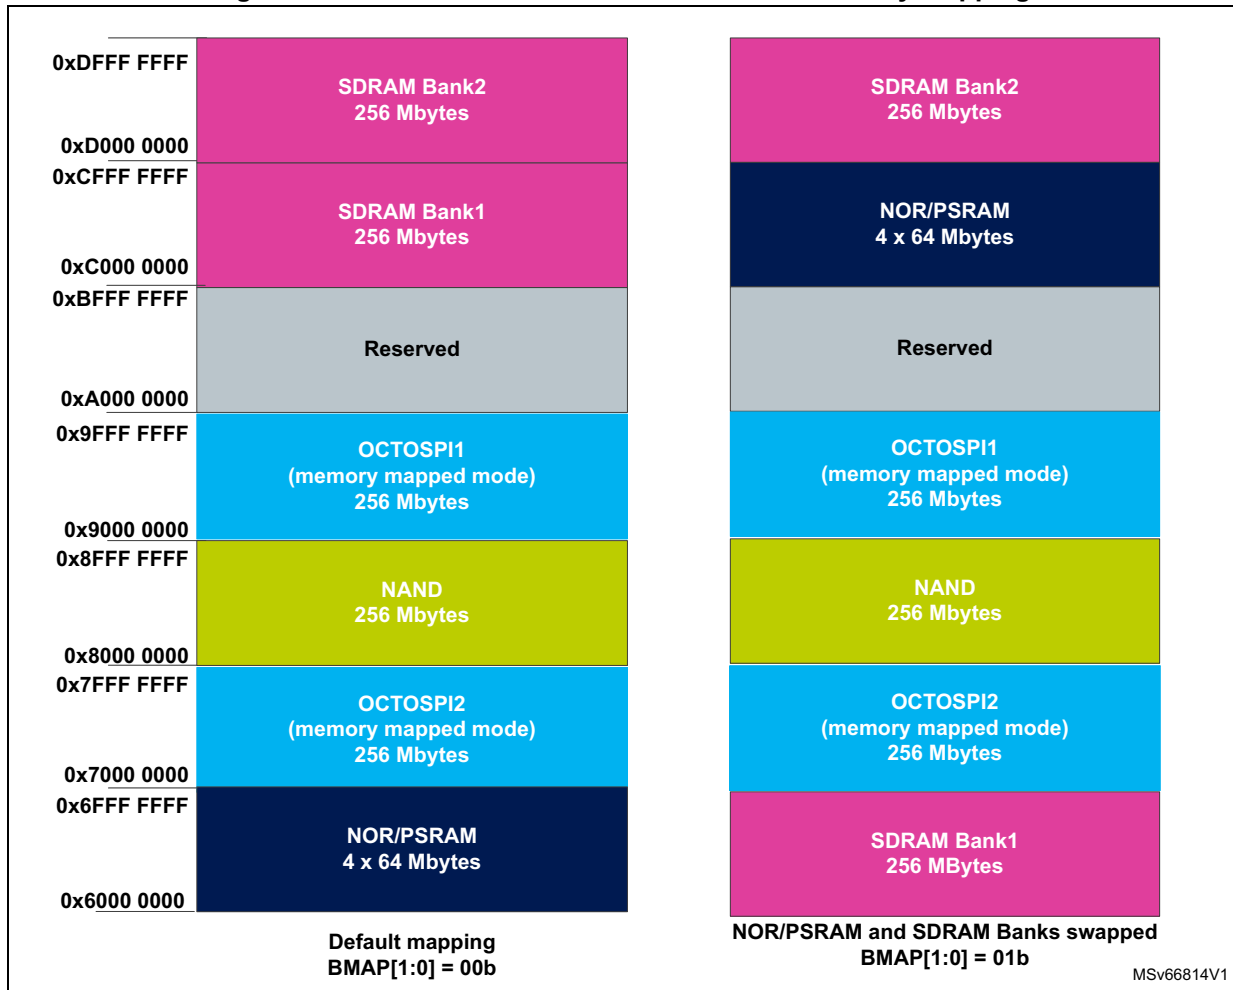 0xDFFF FFFF
SDRAM Bank2
256 Mbytes
0xD000 0000
0xCFFF FFFF
SDRAM Bank1
256 Mbytes
0xC000 0000
0xBFFF FFFF
Reserved
0xA000 0000
0x9FFF FFFF
OCTOSPI1
(memory mapped mode)
256 Mbytes
0x9000 0000
0x8FFF FFFF
NAND
256 Mbytes
0x8000 0000
0x7FFF FFFF
OCTOSPI2
(memory mapped mode)
256 Mbytes
0x7000 0000
0x6FFF FFFF
NOR/PSRAM
4 x 64 Mbytes
0x6000 0000
Default mapping
BMAP[1:0] = 00b
SDRAM Bank2
256 Mbytes
NOR/PSRAM
4 x 64 Mbytes
Reserved
OCTOSPI1
(memory mapped mode)
256 Mbytes
NAND
256 Mbytes
OCTOSPI2
(memory mapped mode)
256 Mbytes
SDRAM Bank1
256 MBytes
NOR/PSRAM and SDRAM Banks swapped
BMAP[1:0] = 01b
MSv66814V1